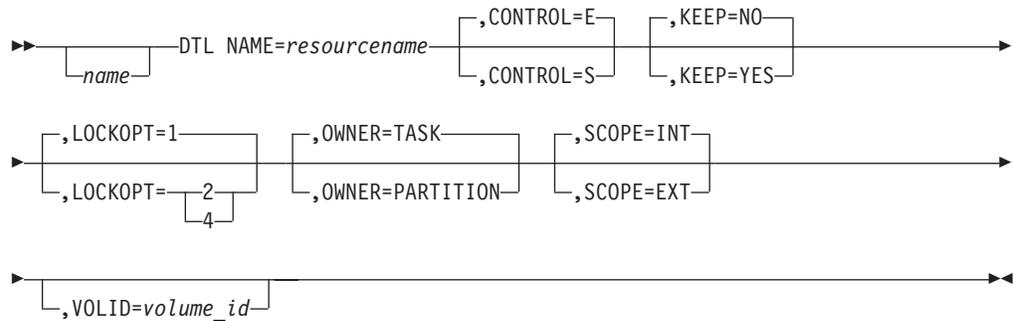 ,CONTROL=E ,KEEP=NO
DTL NAME=resourcename
name ,CONTROL=S ,KEEP=YES
,LOCKOPT=1 ,OWNER=TASK ,SCOPE=INT
,LOCKOPT= 2 ,OWNER=PARTITION ,SCOPE=EXT
4
,VOLID=volume_id